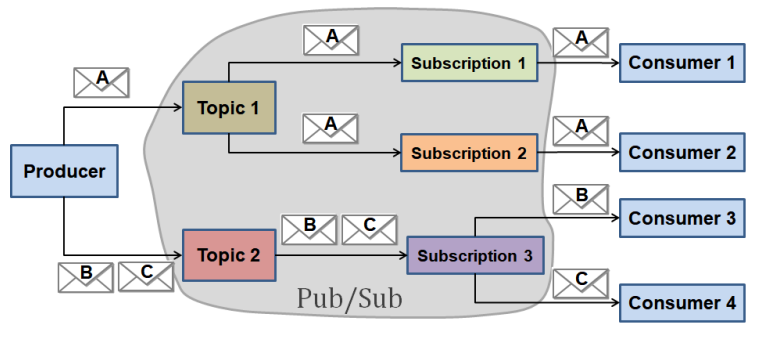 A
Subscription 1
A
Consumer 1
A
Topic 1
A
Subscription 2
A
Consumer 2
Producer
B
C
Topic 2
B
C
Subscription 3
B
Consumer 3
C
Consumer 4
Pub/Sub